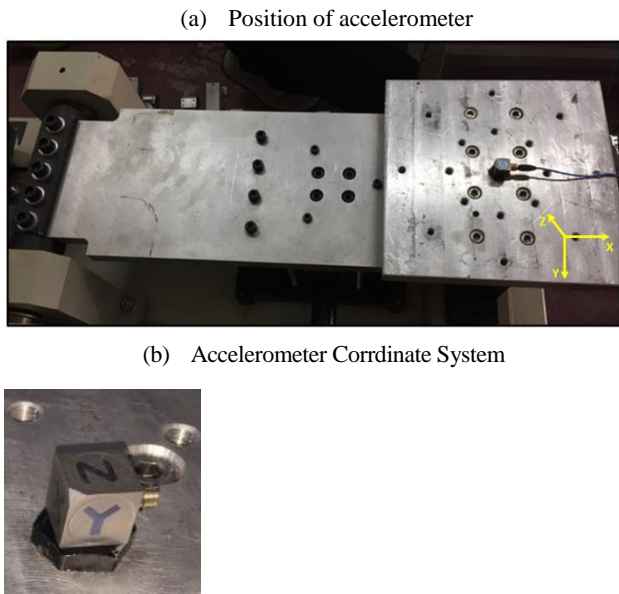 (a) Position of accelerometer
Z
X
Y
(b) Accelerometer Corrdinate System
Z
Y